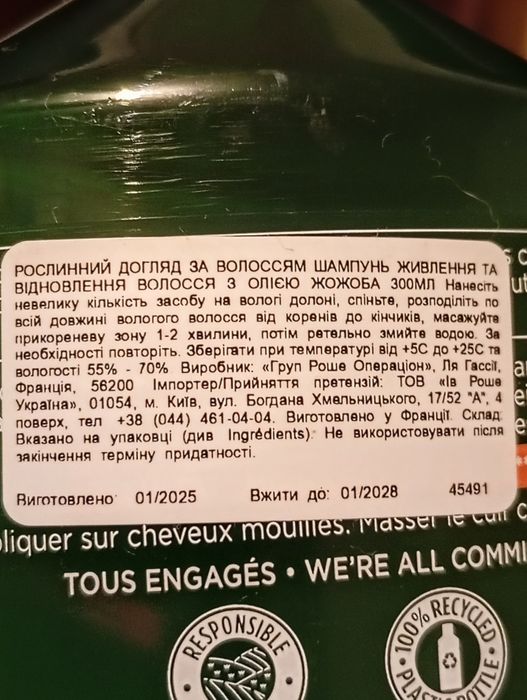 РОСЛИННИЙ ДОГЛЯД ЗА ВОЛОССЯМ ШАМПУНЬ ЖИВЛЕННЯ ТА
ВІДНОВЛЕННЯ ВОЛОССЯ З ОЛІЄЮ ЖОЖОБА 300МЛ Нанесіть
невелику кількість засобу на вологі долоні, спіньте, розподіліть по
всій довжині вологого волосся від коренів до кінчиків, масажуйте
прикореневу зону 1-2 хвилини, потім ретельно змийте водою. За
необхідності повторіть. Зберігати при температурі від +5С до +25С та
вологості 55% - 70%. Виробник: «Груп Роше Операціон», Ля Гассії,
Франція, 56200 Імпортер/Прийняття претензій: ТОВ «Ів Роше
Україна», 01054, м. Київ, вул. Богдана Хмельницького, 17/52 "А", 4
поверх, тел +38 (044) 461-04-04. Виготовлено у Франції. Склад:
Вказано на упаковці (див Ingrédients). Не використовувати після
закінчення терміну придатності.
Виготовлено: 01/2025 Вжити до: 01/2028 45491
sur cheveux mouillés. Masser le cuir
TOUS ENGAGÉS • WE'RE ALL
RESPONSIBLE
100% RECYCLED